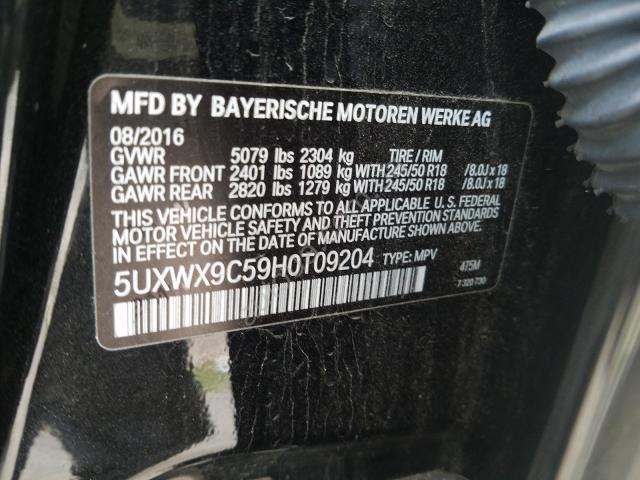 MFD BY BAYERISCHE MOTOREN WERKE AG
08/2016
GVWR 5079 lbs 2304 kg TIRE / RIM
GAWR FRONT 2401 lbs 1089 kg WITH 245/50 R18 /8.0J x 18
GAWR REAR 2820 lbs 1279 kg WITH 245/50 R18 /8.0J x 18
THIS VEHICLE CONFORMS TO ALL APPLICABLE U.S. FEDERAL
MOTOR VEHICLE SAFETY AND THEFT PREVENTION STANDARDS
IN EFFECT ON THE DATE OF MANUFACTURE SHOWN ABOVE.
5UXWX9C59H0T09204 TYPE: MPV 475M
7 320 730